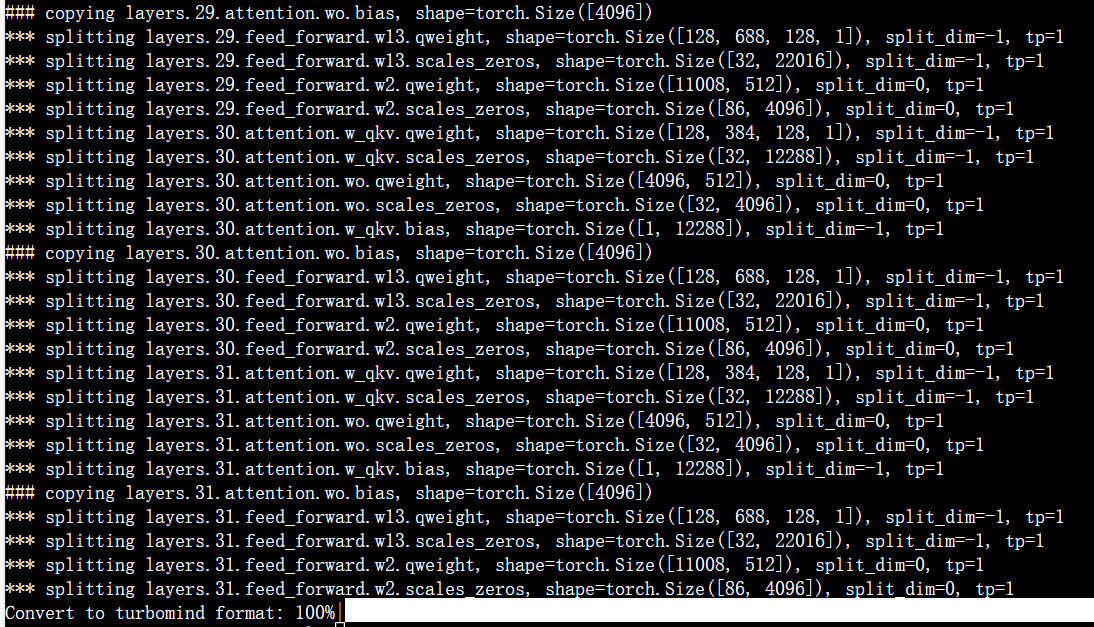 ### copying layers.29.attention.wo.bias, shape=torch.Size([4096])
*** splitting layers.29.feed_forward.w13.qweight, shape=torch.Size([128, 688, 128, 1]), split_dim=-1, tp=1
*** splitting layers.29.feed_forward.w13.scales_zeros, shape=torch.Size([32, 22016]), split_dim=-1, tp=1
*** splitting layers.29.feed_forward.w2.qweight, shape=torch.Size([11008, 512]), split_dim=0, tp=1
*** splitting layers.29.feed_forward.w2.scales_zeros, shape=torch.Size([86, 4096]), split_dim=0, tp=1
*** splitting layers.30.attention.w_qkv.qweight, shape=torch.Size([128, 384, 128, 1]), split_dim=-1, tp=1
*** splitting layers.30.attention.w_qkv.scales_zeros, shape=torch.Size([32, 12288]), split_dim=-1, tp=1
*** splitting layers.30.attention.wo.qweight, shape=torch.Size([4096, 512]), split_dim=0, tp=1
*** splitting layers.30.attention.wo.scales_zeros, shape=torch.Size([32, 4096]), split_dim=0, tp=1
*** splitting layers.30.attention.w_qkv.bias, shape=torch.Size([1, 12288]), split_dim=-1, tp=1
### copying layers.30.attention.wo.bias, shape=torch.Size([4096])
*** splitting layers.30.feed_forward.w13.qweight, shape=torch.Size([128, 688, 128, 1]), split_dim=-1, tp=1
*** splitting layers.30.feed_forward.w13.scales_zeros, shape=torch.Size([32, 22016]), split_dim=-1, tp=1
*** splitting layers.30.feed_forward.w2.qweight, shape=torch.Size([11008, 512]), split_dim=0, tp=1
*** splitting layers.30.feed_forward.w2.scales_zeros, shape=torch.Size([86, 4096]), split_dim=0, tp=1
*** splitting layers.31.attention.w_qkv.qweight, shape=torch.Size([128, 384, 128, 1]), split_dim=-1, tp=1
*** splitting layers.31.attention.w_qkv.scales_zeros, shape=torch.Size([32, 12288]), split_dim=-1, tp=1
*** splitting layers.31.attention.wo.qweight, shape=torch.Size([4096, 512]), split_dim=0, tp=1
*** splitting layers.31.attention.wo.scales_zeros, shape=torch.Size([32, 4096]), split_dim=0, tp=1
*** splitting layers.31.attention.w_qkv.bias, shape=torch.Size([1, 12288]), split_dim=-1, tp=1
### copying layers.31.attention.wo.bias, shape=torch.Size([4096])
*** splitting layers.31.feed_forward.w13.qweight, shape=torch.Size([128, 688, 128, 1]), split_dim=-1, tp=1
*** splitting layers.31.feed_forward.w13.scales_zeros, shape=torch.Size([32, 22016]), split_dim=-1, tp=1
*** splitting layers.31.feed_forward.w2.qweight, shape=torch.Size([11008, 512]), split_dim=0, tp=1
*** splitting layers.31.feed_forward.w2.scales_zeros, shape=torch.Size([86, 4096]), split_dim=0, tp=1
Convert to turbomind format: 100%|